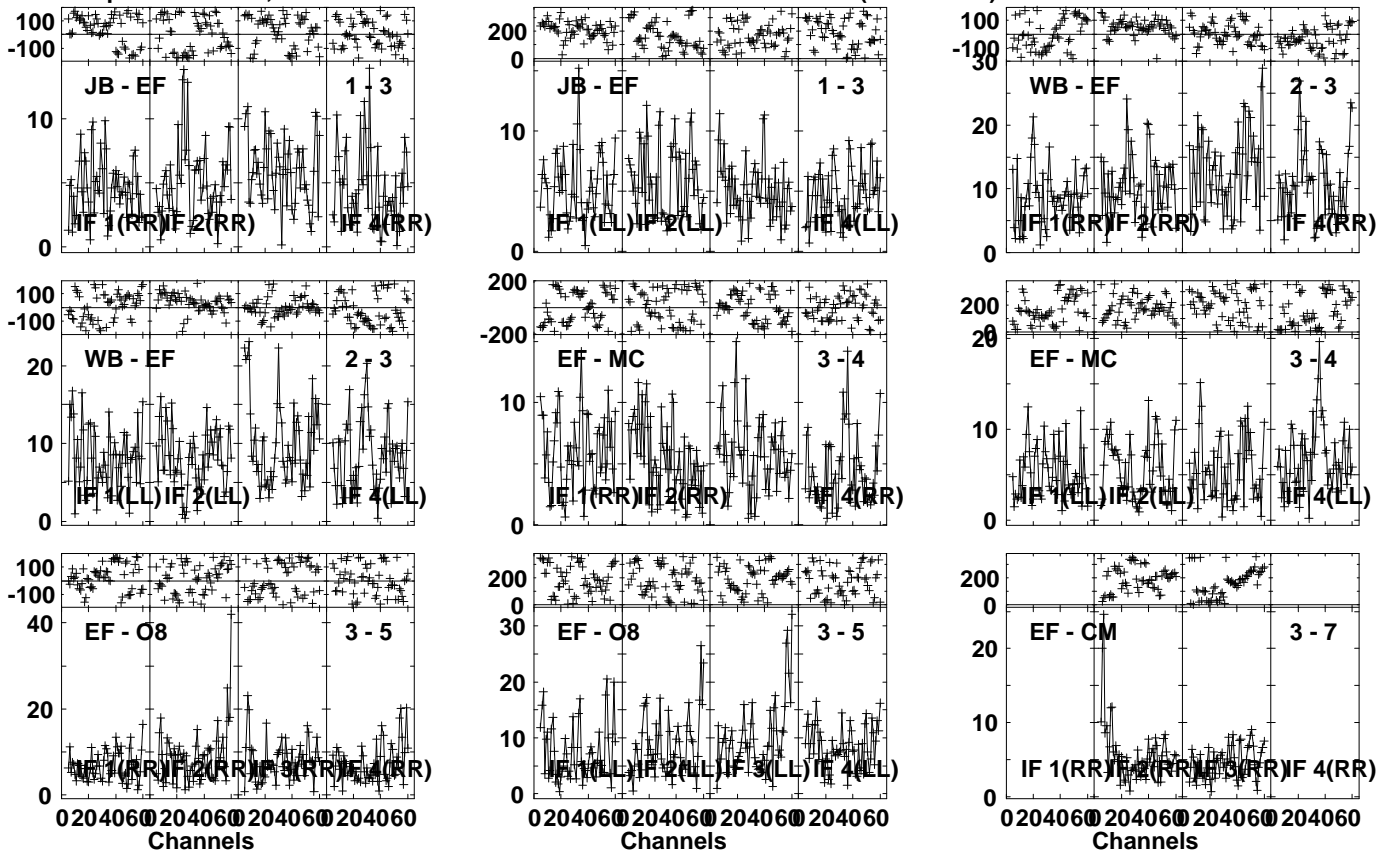 100
-100
JB - EF
1 - 3
10
0
IF 1(RR)
IF 2(RR)
IF 4(RR)
200
0
JB - EF
1 - 3
10
0
IF 1(LL)
IF 2(LL)
IF 4(LL)
100
-100
30
WB - EF
2 - 3
20
10
0
IF 1(RR)
IF 2(RR)
IF 4(RR)
100
-100
WB - EF
2 - 3
20
10
0
IF 1(LL)
IF 2(LL)
IF 4(LL)
200
0
-200
EF - MC
3 - 4
10
0
IF 1(RR)
IF 2(RR)
IF 4(RR)
200
0
20
EF - MC
3 - 4
10
0
IF 1(LL)
IF 2(LL)
IF 4(LL)
100
-100
EF - O8
3 - 5
40
20
0
IF 1(RR)
IF 2(RR)
IF 3(RR)
IF 4(RR)
0 20 40 60 0 20 40 60 0 20 40 60 0 20 40 60
Channels
200
0
EF - O8
3 - 5
30
20
10
0
IF 1(LL)
IF 2(LL)
IF 3(LL)
IF 4(LL)
0 20 40 60 0 20 40 60 0 20 40 60 0 20 40 60
Channels
200
0
EF - CM
3 - 7
20
10
0
IF 1(RR)
IF 2(RR)
IF 3(RR)
IF 4(RR)
0 20 40 60 0 20 40 60 0 20 40 60 0 20 40 60
Channels